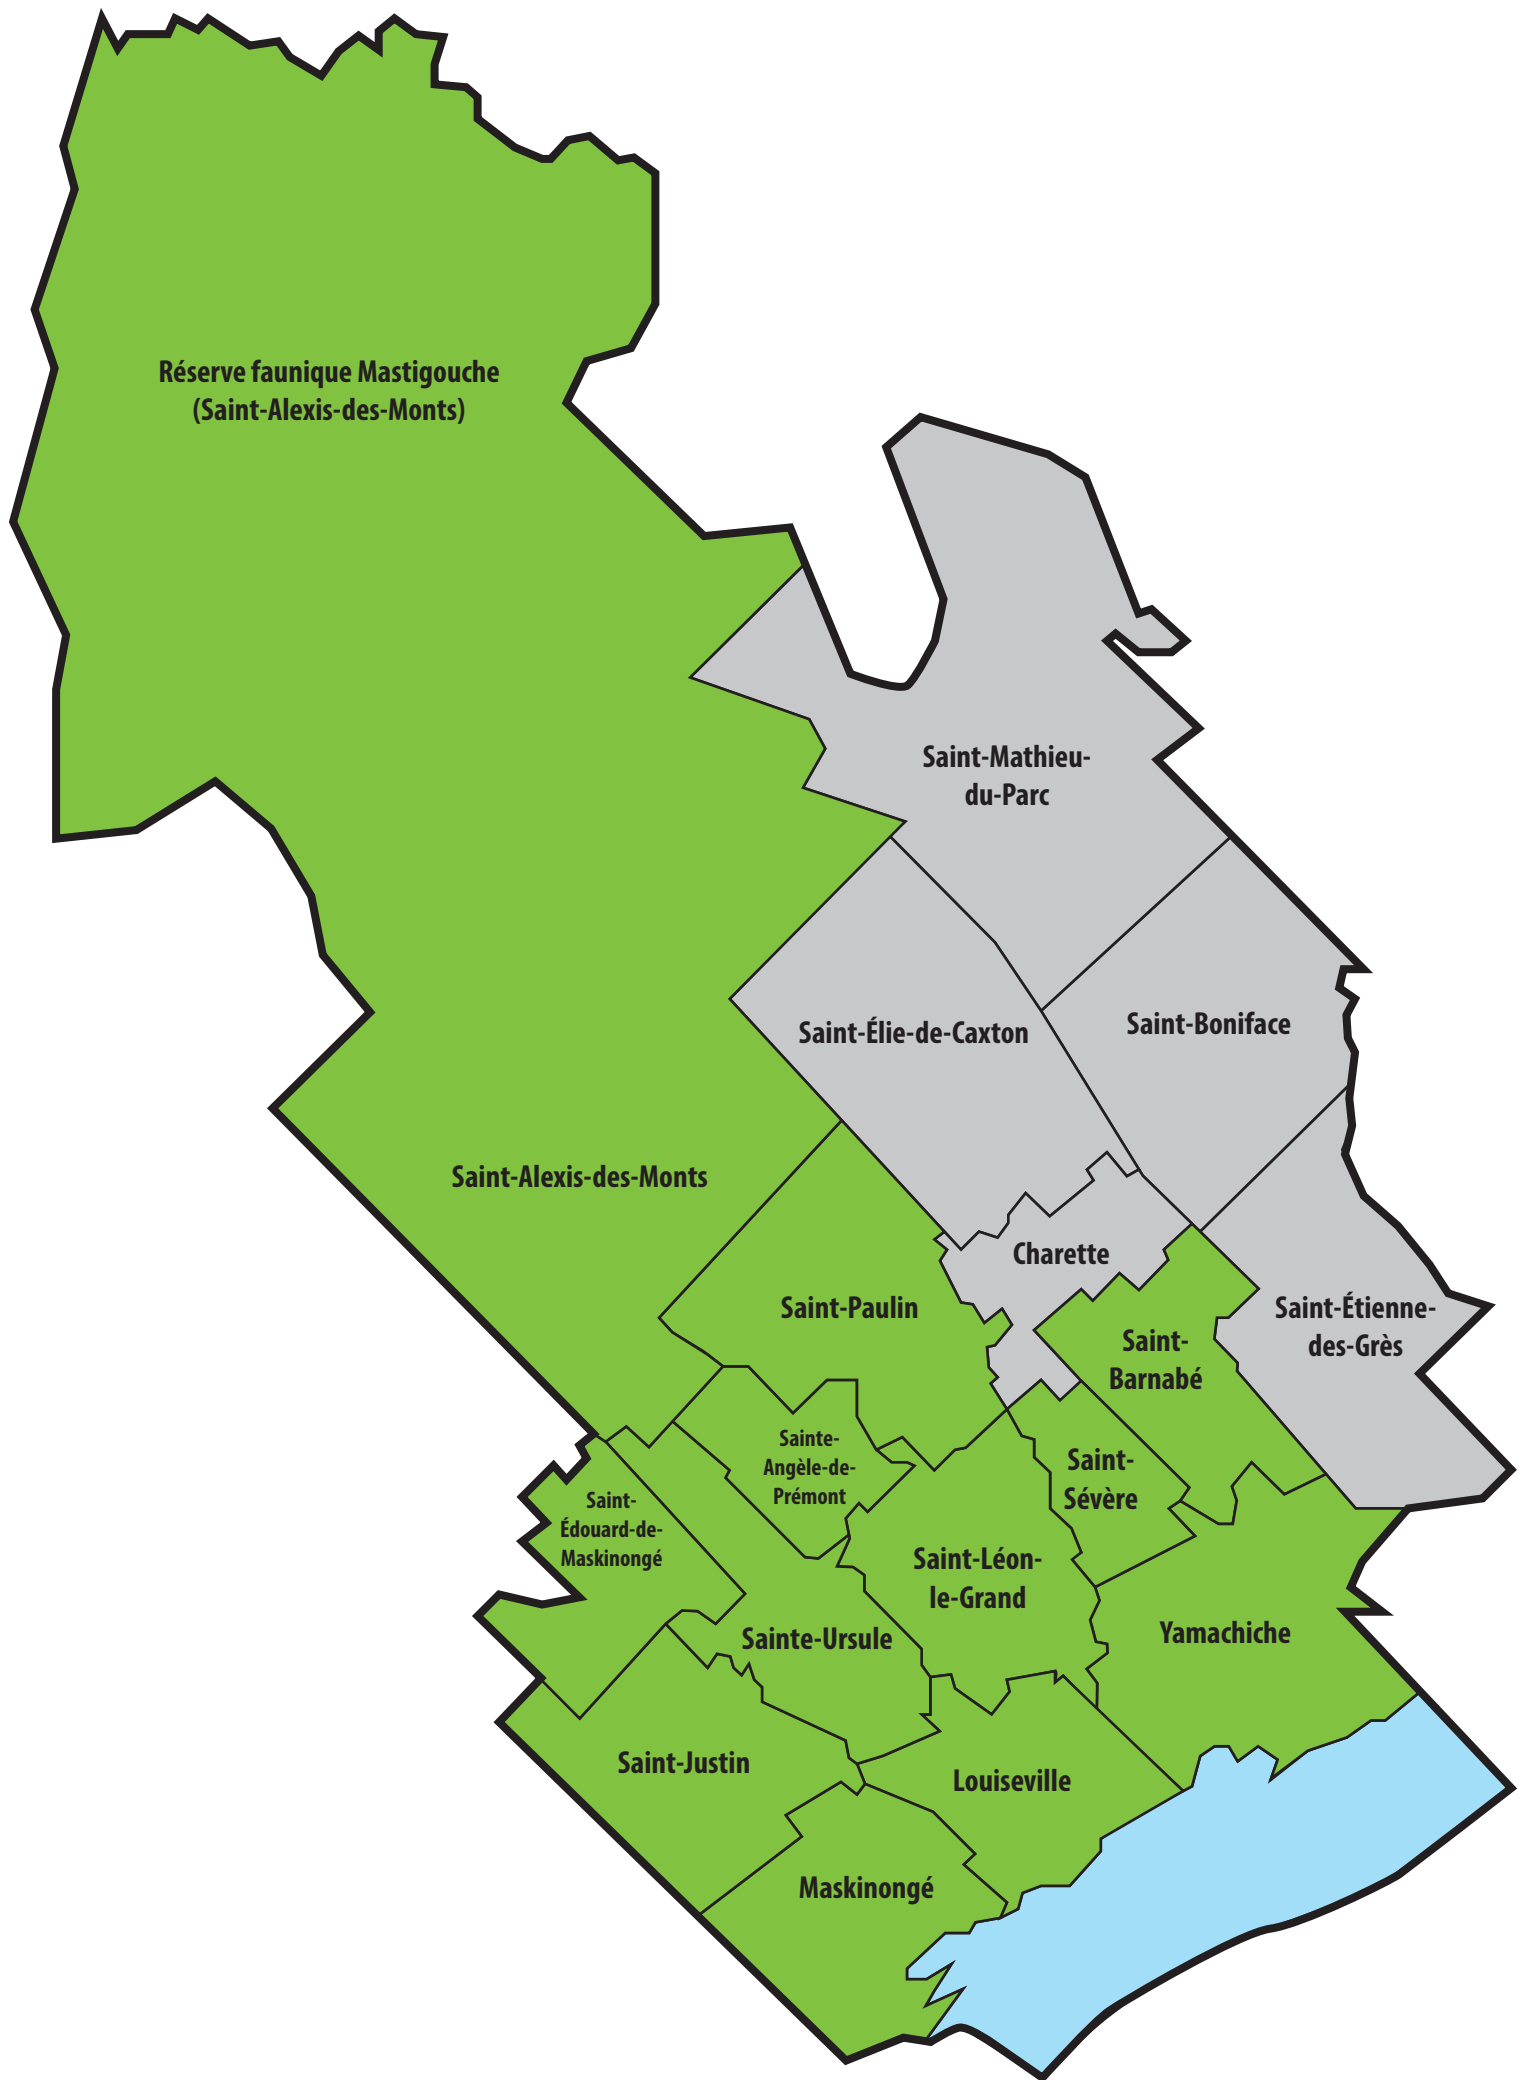 Réserve faunique Mastigouche
(Saint-Alexis-des-Monts)
Saint-Mathieu-
du-Parc
Saint-Élie-de-Caxton
Saint-Boniface
Saint-Alexis-des-Monts
Charette
Saint-Paulin
Saint-Étienne-
des-Grès
Saint-
Barnabé
Sainte-
Angèle-de-
Prémont
Saint-
Sévère
Saint-
Édouard-de-
Maskinongé
Saint-Léon-
le-Grand
Sainte-Ursule
Yamachiche
Saint-Justin
Louiseville
Maskinongé